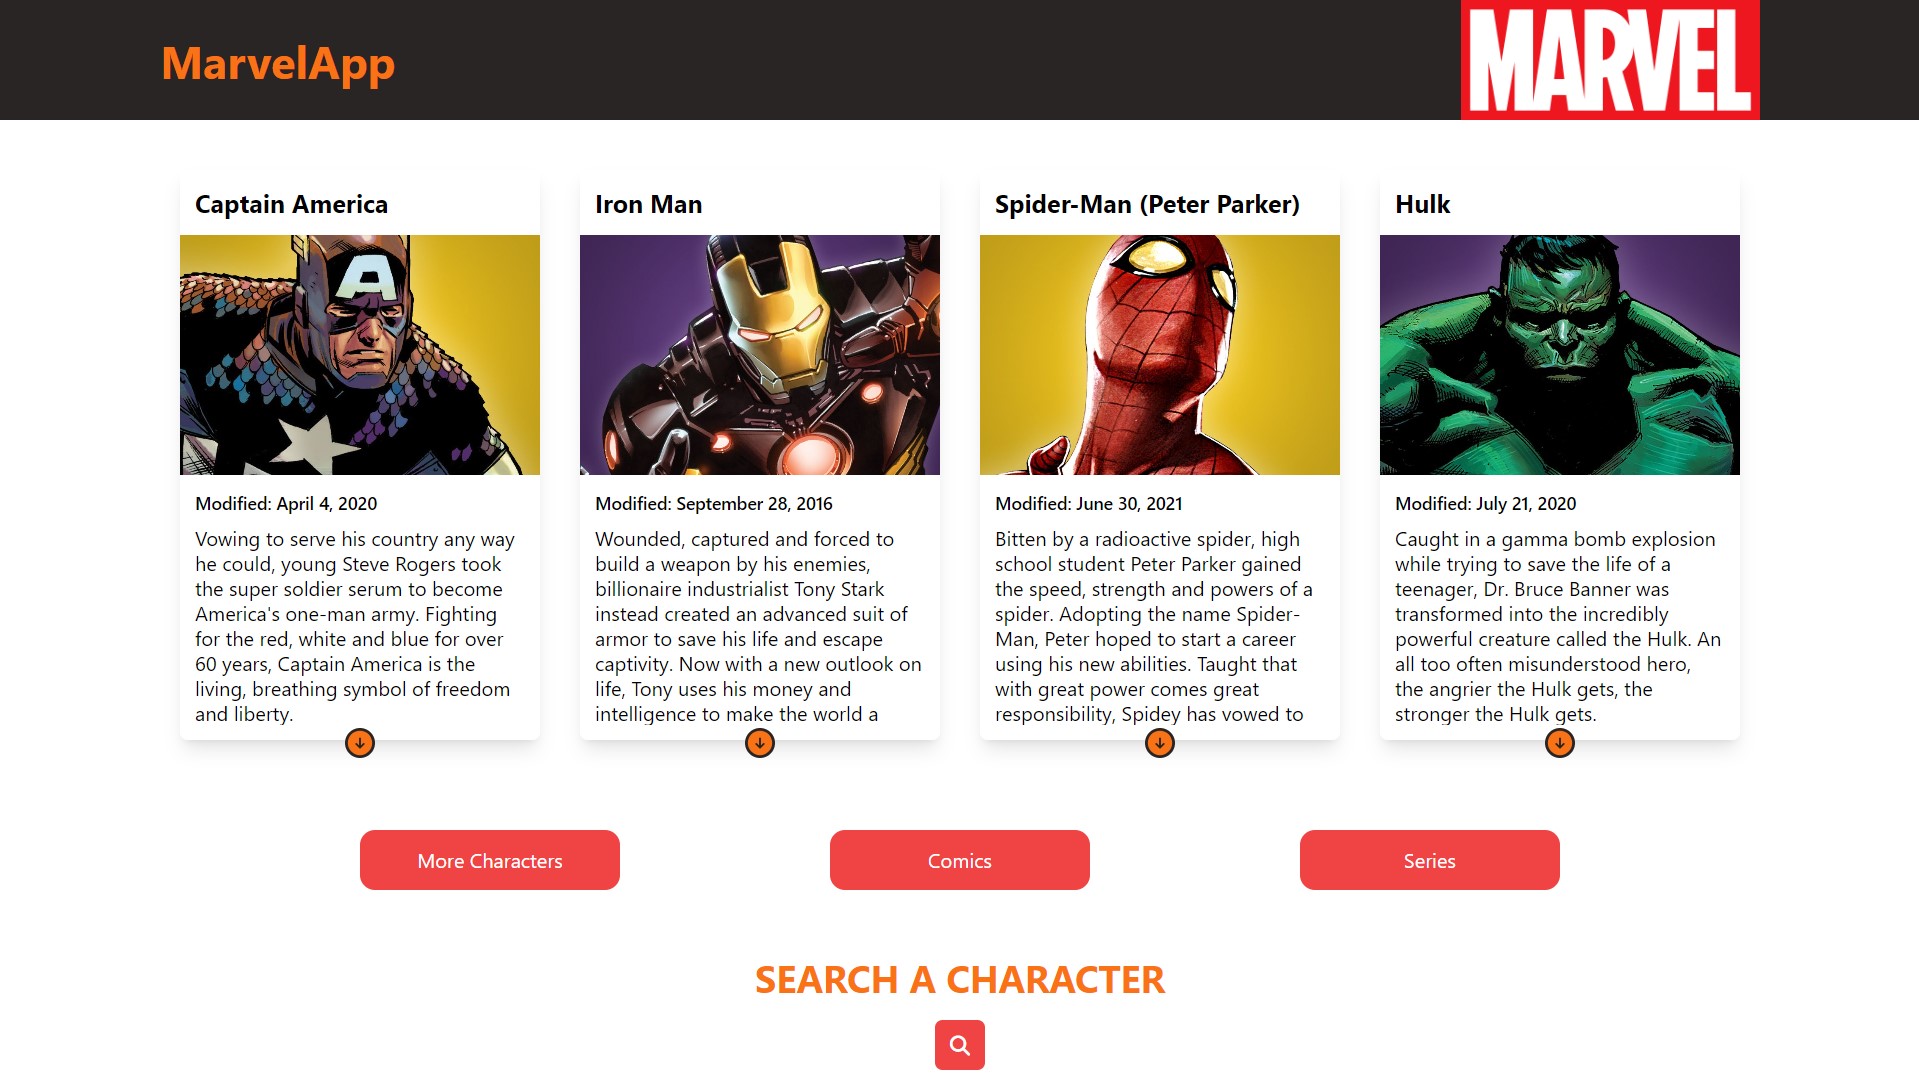 MarvelApp
MARVEL
Captain America
A
Modified: April 4, 2020
Vowing to serve his country any way
he could, young Steve Rogers took
the super soldier serum to become
America's one-man army. Fighting
for the red, white and blue for over
60 years, Captain America is the
living, breathing symbol of freedom
and liberty.
Iron Man
Modified: September 28, 2016
Wounded, captured and forced to
build a weapon by his enemies,
billionaire industrialist Tony Stark
instead created an advanced suit of
armor to save his life and escape
captivity. Now with a new outlook on
life, Tony uses his money and
intelligence to make the world a
Spider-Man (Peter Parker)
Modified: June 30, 2021
Bitten by a radioactive spider, high
school student Peter Parker gained
the speed, strength and powers of a
spider. Adopting the name Spider-
Man, Peter hoped to start a career
using his new abilities. Taught that
with great power comes great
responsibility, Spidey has vowed to
Hulk
Modified: July 21, 2020
Caught in a gamma bomb explosion
while trying to save the life of a
teenager, Dr. Bruce Banner was
transformed into the incredibly
powerful creature called the Hulk. An
all too often misunderstood hero,
the angrier the Hulk gets, the
stronger the Hulk gets.
More Characters
Comics
Series
SEARCH A CHARACTER